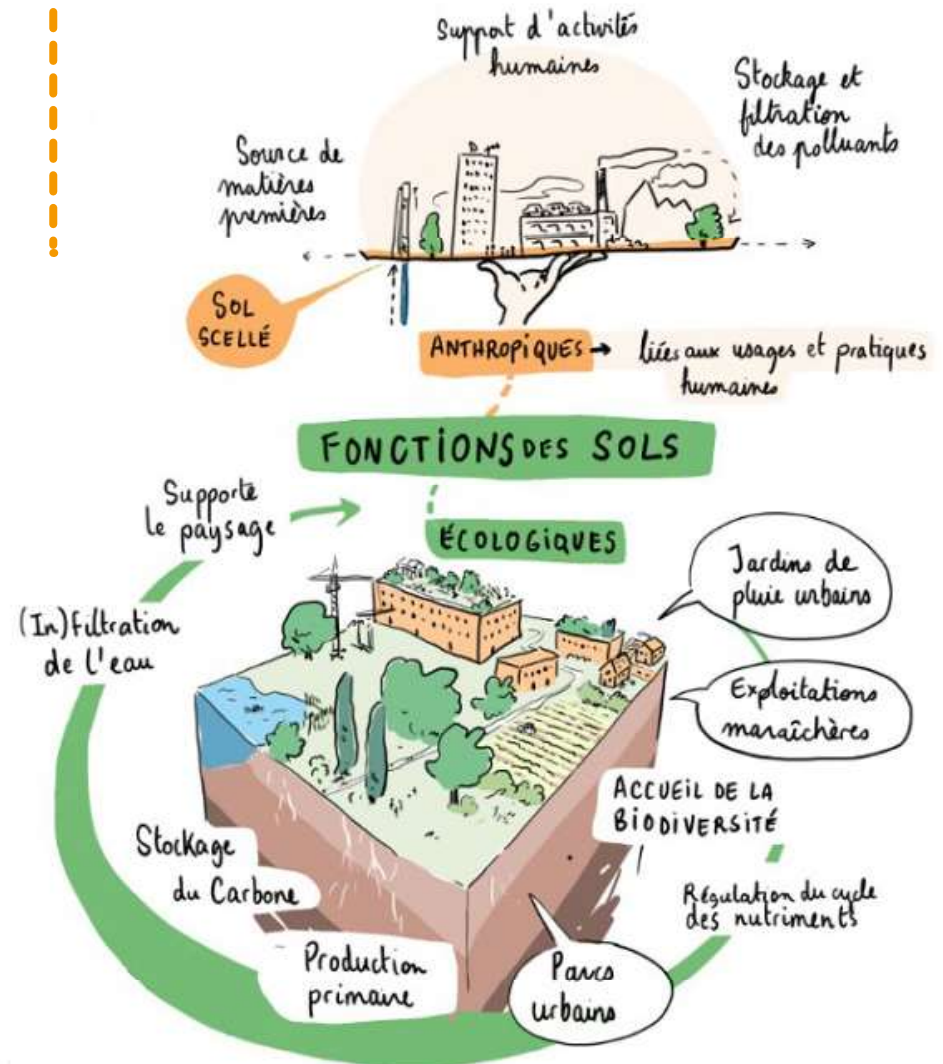 Support d'activités
humaines
Stockage et
filtration
des polluants
Source de
matières
premières
SOL
SCELLÉ
ANTHROPIQUES → liées aux usages et pratiques
humaines
FONCTIONS DES SOLS
ÉCOLOGIQUES
Supporte
le paysage
(In)filtration
de l'eau
Jardins de
pluie urbains
Exploitations
maraîchères
ACCUEIL DE LA
BIODIVERSITÉ
Régulation du cycle
des nutriments
Stockage
du Carbone
Production
primaire
Parcs
urbains